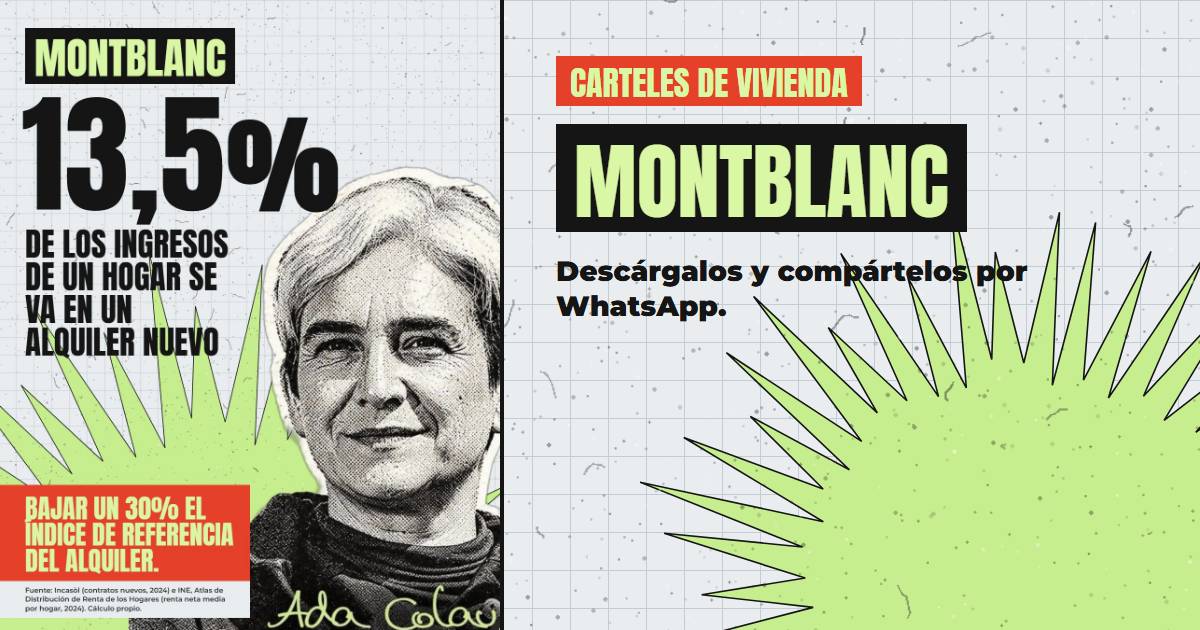 MONTBLANC
13,5%
DE LOS INGRESOS
DE UN HOGAR SE
VA EN UN
ALQUILER NUEVO
BAJAR UN 30% EL
ÍNDICE DE REFERENCIA
DEL ALQUILER.
Fuente: Incasòl (contratos nuevos, 2024) e INE, Atlas de
Distribución de Renta de los Hogares (renta neta media
por hogar, 2024). Cálculo propio.
Ada Colau
CARTELES DE VIVIENDA
MONTBLANC
Descárgalos y compártelos por
WhatsApp.